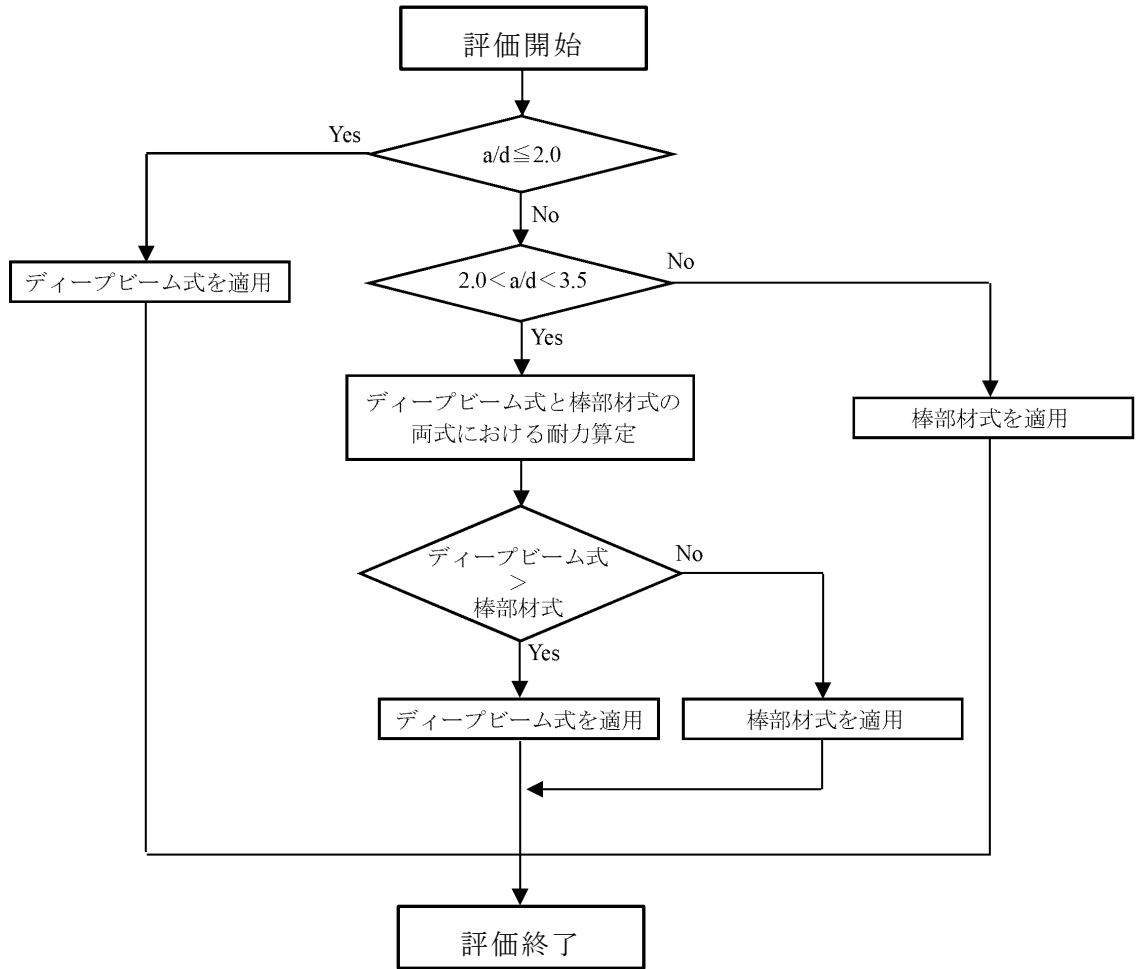 評価開始
Yes
a/d≦2.0
No
ディープビーム式を適用
2.0＜a/d＜3.5
No
Yes
ディープビーム式と棒部材式の
両式における耐力算定
棒部材式を適用
ディープビーム式
＞
棒部材式
No
Yes
ディープビーム式を適用
棒部材式を適用
評価終了